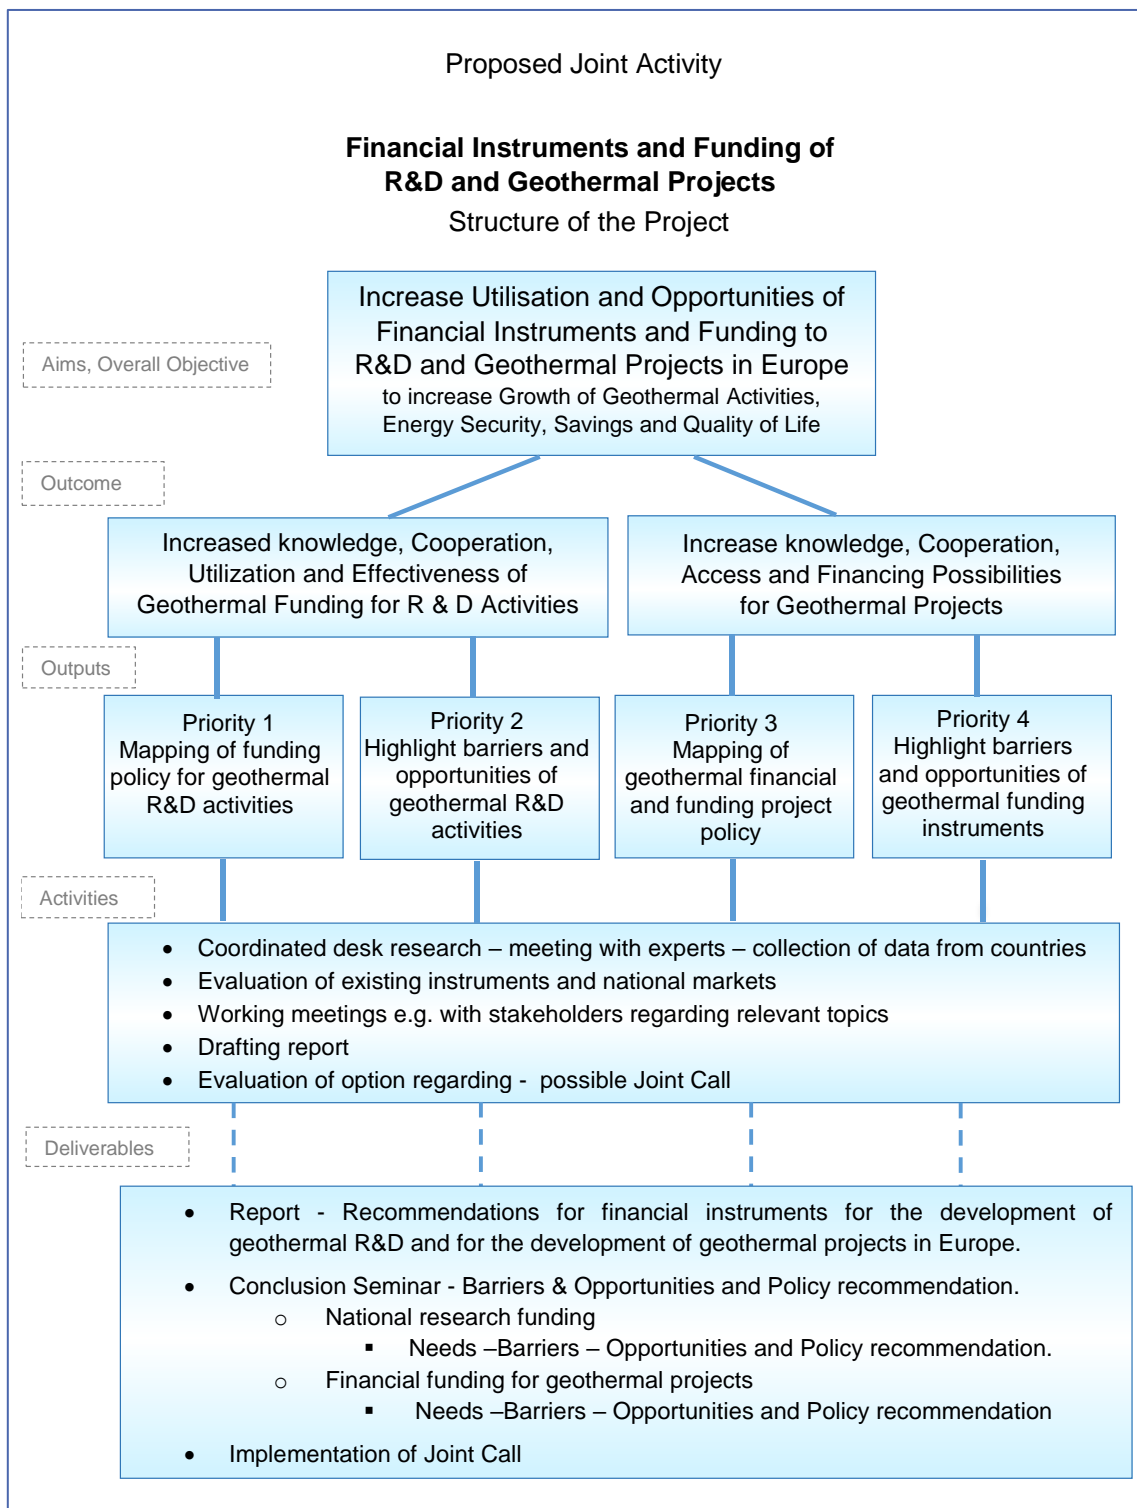 Proposed Joint Activity
Financial Instruments and Funding of
R&D and Geothermal Projects
Structure of the Project
Increase Utilisation and Opportunities of
Financial Instruments and Funding to
R&D and Geothermal Projects in Europe
to increase Growth of Geothermal Activities,
Energy Security, Savings and Quality of Life
Aims, Overall Objective
Outcome
Increased knowledge, Cooperation,
Utilization and Effectiveness of
Geothermal Funding for R & D Activities
Increase knowledge, Cooperation,
Access and Financing Possibilities
for Geothermal Projects
Outputs
Priority 1
Mapping of funding
policy for geothermal
R&D activities
Priority 2
Highlight barriers and
opportunities of
geothermal R&D
activities
Priority 3
Mapping of
geothermal financial
and funding project
policy
Priority 4
Highlight barriers
and opportunities of
geothermal funding
instruments
Activities
• Coordinated desk research – meeting with experts – collection of data from countries
• Evaluation of existing instruments and national markets
• Working meetings e.g. with stakeholders regarding relevant topics
• Drafting report
• Evaluation of option regarding - possible Joint Call
Deliverables
• Report - Recommendations for financial instruments for the development of
geothermal R&D and for the development of geothermal projects in Europe.
• Conclusion Seminar - Barriers & Opportunities and Policy recommendation.
o National research funding
▪ Needs –Barriers – Opportunities and Policy recommendation.
o Financial funding for geothermal projects
▪ Needs –Barriers – Opportunities and Policy recommendation
• Implementation of Joint Call